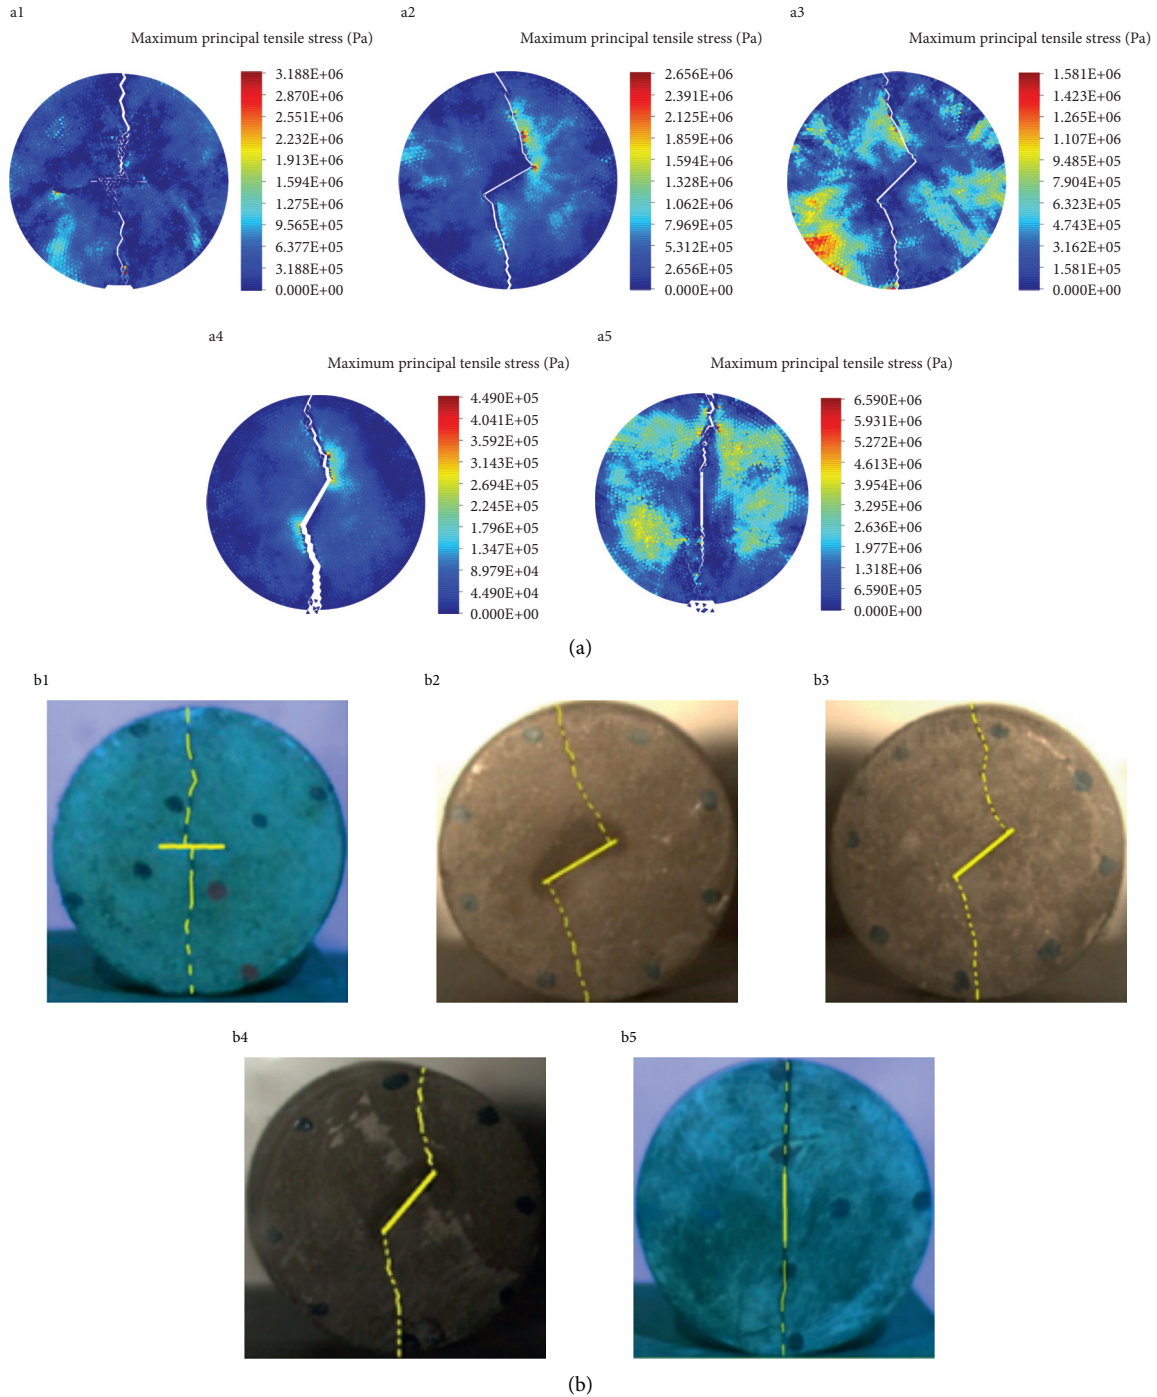 a1
Maximum principal tensile stress (Pa)
3.188E+06
2.870E+06
2.551E+06
2.232E+06
1.913E+06
1.594E+06
1.275E+06
9.565E+05
6.377E+05
3.188E+05
0.000E+00
a2
Maximum principal tensile stress (Pa)
2.656E+06
2.391E+06
2.125E+06
1.859E+06
1.594E+06
1.328E+06
1.062E+06
7.969E+05
5.312E+05
2.656E+05
0.000E+00
a3
Maximum principal tensile stress (Pa)
1.581E+06
1.423E+06
1.265E+06
1.107E+06
9.485E+05
7.904E+05
6.323E+05
4.743E+05
3.162E+05
1.581E+05
0.000E+00
a4
Maximum principal tensile stress (Pa)
4.490E+05
4.041E+05
3.592E+05
3.143E+05
2.694E+05
2.245E+05
1.796E+05
1.347E+05
8.979E+04
4.490E+04
0.000E+00
a5
Maximum principal tensile stress (Pa)
6.590E+06
5.931E+06
5.272E+06
4.613E+06
3.954E+06
3.295E+06
2.636E+06
1.977E+06
1.318E+06
6.590E+05
0.000E+00
(a)
b1
b2
b3
b4
b5
(b)